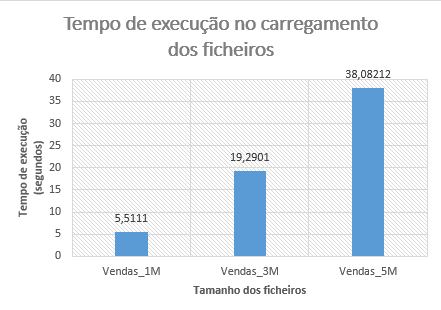 Tempo de execução no carregamento
dos ficheiros
Tempo de execução
(segundos)
40
35
30
25
20
15
10
5
0
5,5111
19,2901
38,08212
Vendas_1M
Vendas_3M
Vendas_5M
Tamanho dos ficheiros